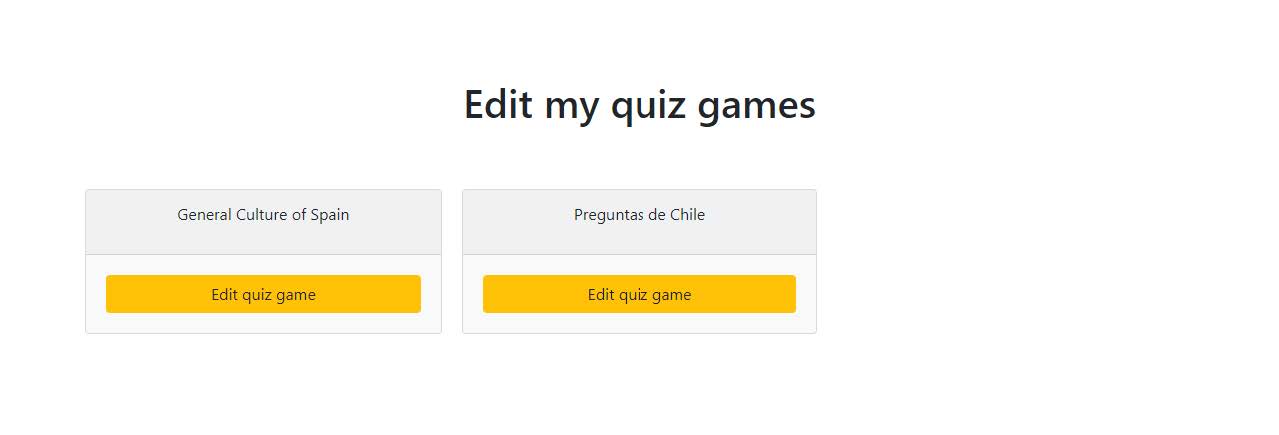 Edit my quiz games
General Culture of Spain
Edit quiz game
Preguntas de Chile
Edit quiz game